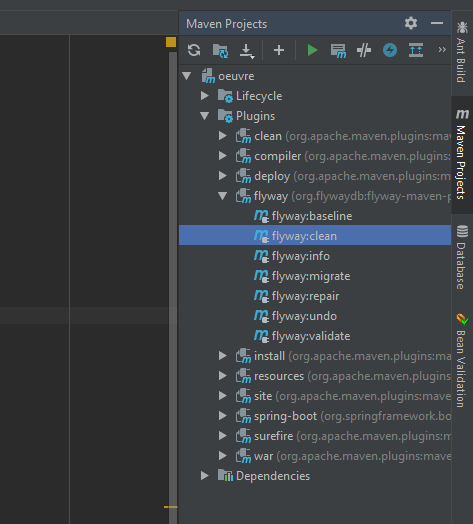 Maven Projects
oeuvre
Lifecycle
Plugins
clean (org.apache.maven.plugins:mav
compiler (org.apache.maven.plugins:
deploy (org.apache.maven.plugins:m
flyway (org.flywaydb:flyway-maven-p
flyway:baseline
flyway:clean
flyway:info
flyway:migrate
flyway:repair
flyway:undo
flyway:validate
install (org.apache.maven.plugins:ma
resources (org.apache.maven.plugins
site (org.apache.maven.plugins:mave
spring-boot (org.springframework.bo
surefire (org.apache.maven.plugins:m
war (org.apache.maven.plugins:mave
Dependencies
Ant Build
Maven Projects
Database
Bean Validation